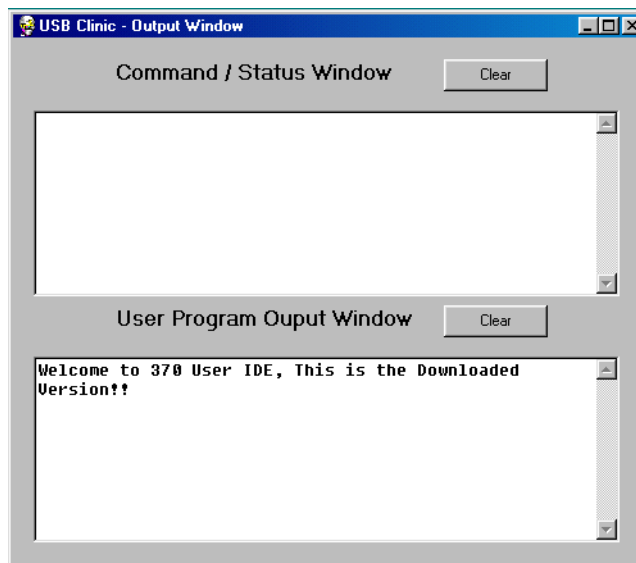 USB Clinic - Output Window
Command / Status Window
Clear
User Program Ouput Window
Clear
Welcome to 370 User IDE, This is the Downloaded
Version!!